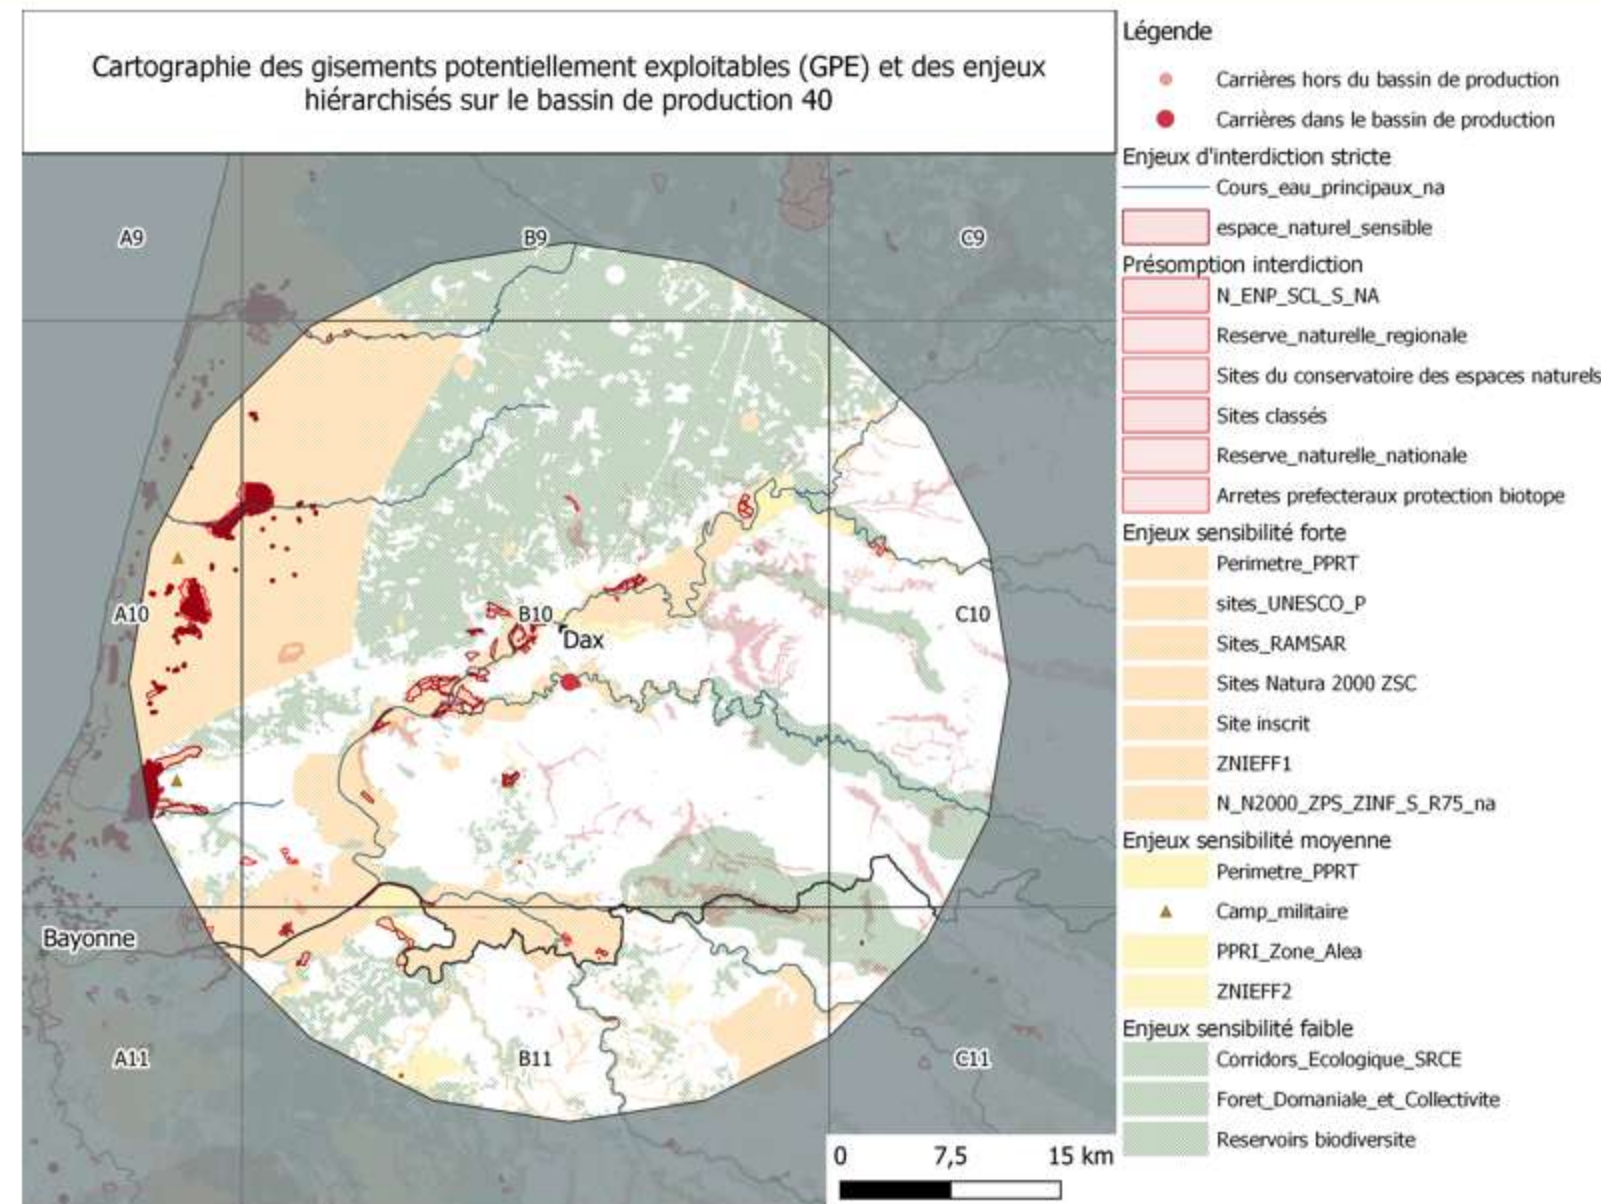 Cartographie des gisements potentiellement exploitables (GPE) et des enjeux
hiérarchisés sur le bassin de production 40
A9
B9
C9
A10
B10
C10
Dax
Bayonne
A11
B11
C11
0 7,5 15 km
Légende
Carrières hors du bassin de production
Carrières dans le bassin de production
Enjeux d'interdiction stricte
Cours_eau_principaux_na
espace_naturel_sensible
Présomption interdiction
N_ENP_SCL_S_NA
Reserve_naturelle_regionale
Sites du conservatoire des espaces naturels
Sites classés
Reserve_naturelle_nationale
Arretes prefecteraux protection biotope
Enjeux sensibilité forte
Perimetre_PPRT
sites_UNESCO_P
Sites_RAMSAR
Sites Natura 2000 ZSC
Site inscrit
ZNIEFF1
N_N2000_ZPS_ZINF_S_R75_na
Enjeux sensibilité moyenne
Perimetre_PPRT
Camp_militaire
PPRI_Zone_Alea
ZNIEFF2
Enjeux sensibilité faible
Corridors_Ecologique_SRCE
Foret_Domaniale_et_Collectivite
Reservoirs biodiversite